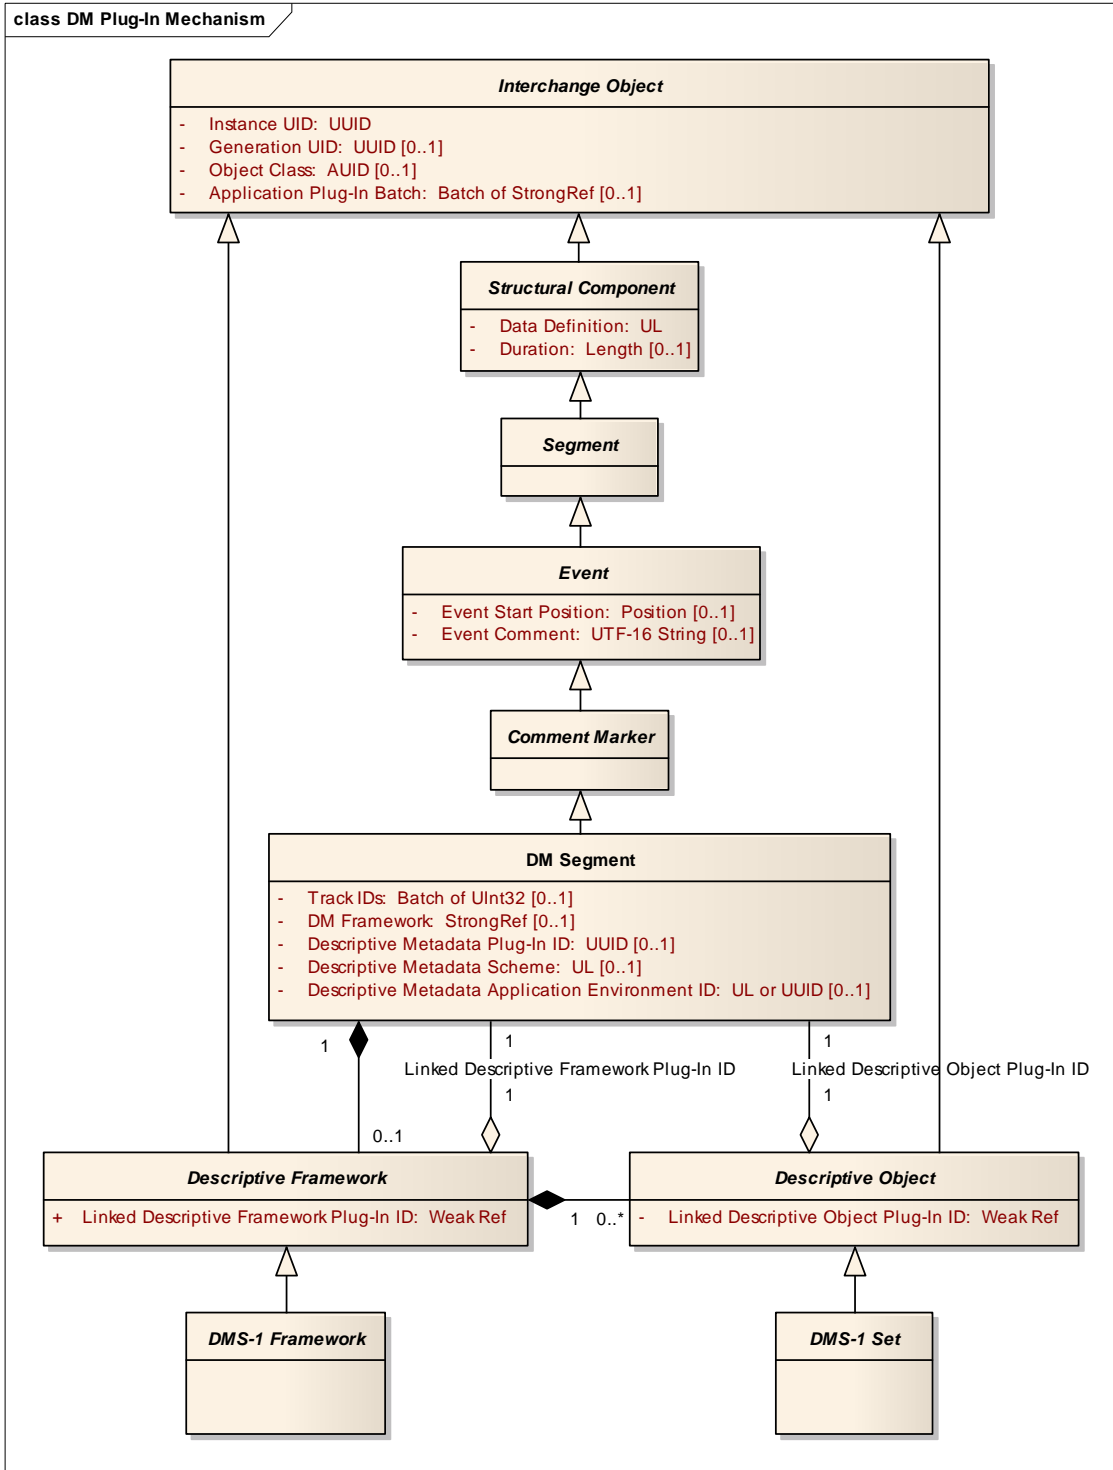 class DM Plug-In Mechanism
Interchange Object
- Instance UID: UUID
- Generation UID: UUID [0..1]
- Object Class: AUID [0..1]
- Application Plug-In Batch: Batch of StrongRef [0..1]
Structural Component
- Data Definition: UL
- Duration: Length [0..1]
Segment
Event
- Event Start Position: Position [0..1]
- Event Comment: UTF-16 String [0..1]
Comment Marker
DM Segment
- Track IDs: Batch of UInt32 [0..1]
- DM Framework: StrongRef [0..1]
- Descriptive Metadata Plug-In ID: UUID [0..1]
- Descriptive Metadata Scheme: UL [0..1]
- Descriptive Metadata Application Environment ID: UL or UUID [0..1]
1
1
1
Linked Descriptive Framework Plug-In ID
Linked Descriptive Object Plug-In ID
1
1
0..1
Descriptive Framework
+ Linked Descriptive Framework Plug-In ID: Weak Ref
1
0..*
Descriptive Object
- Linked Descriptive Object Plug-In ID: Weak Ref
DMS-1 Framework
DMS-1 Set